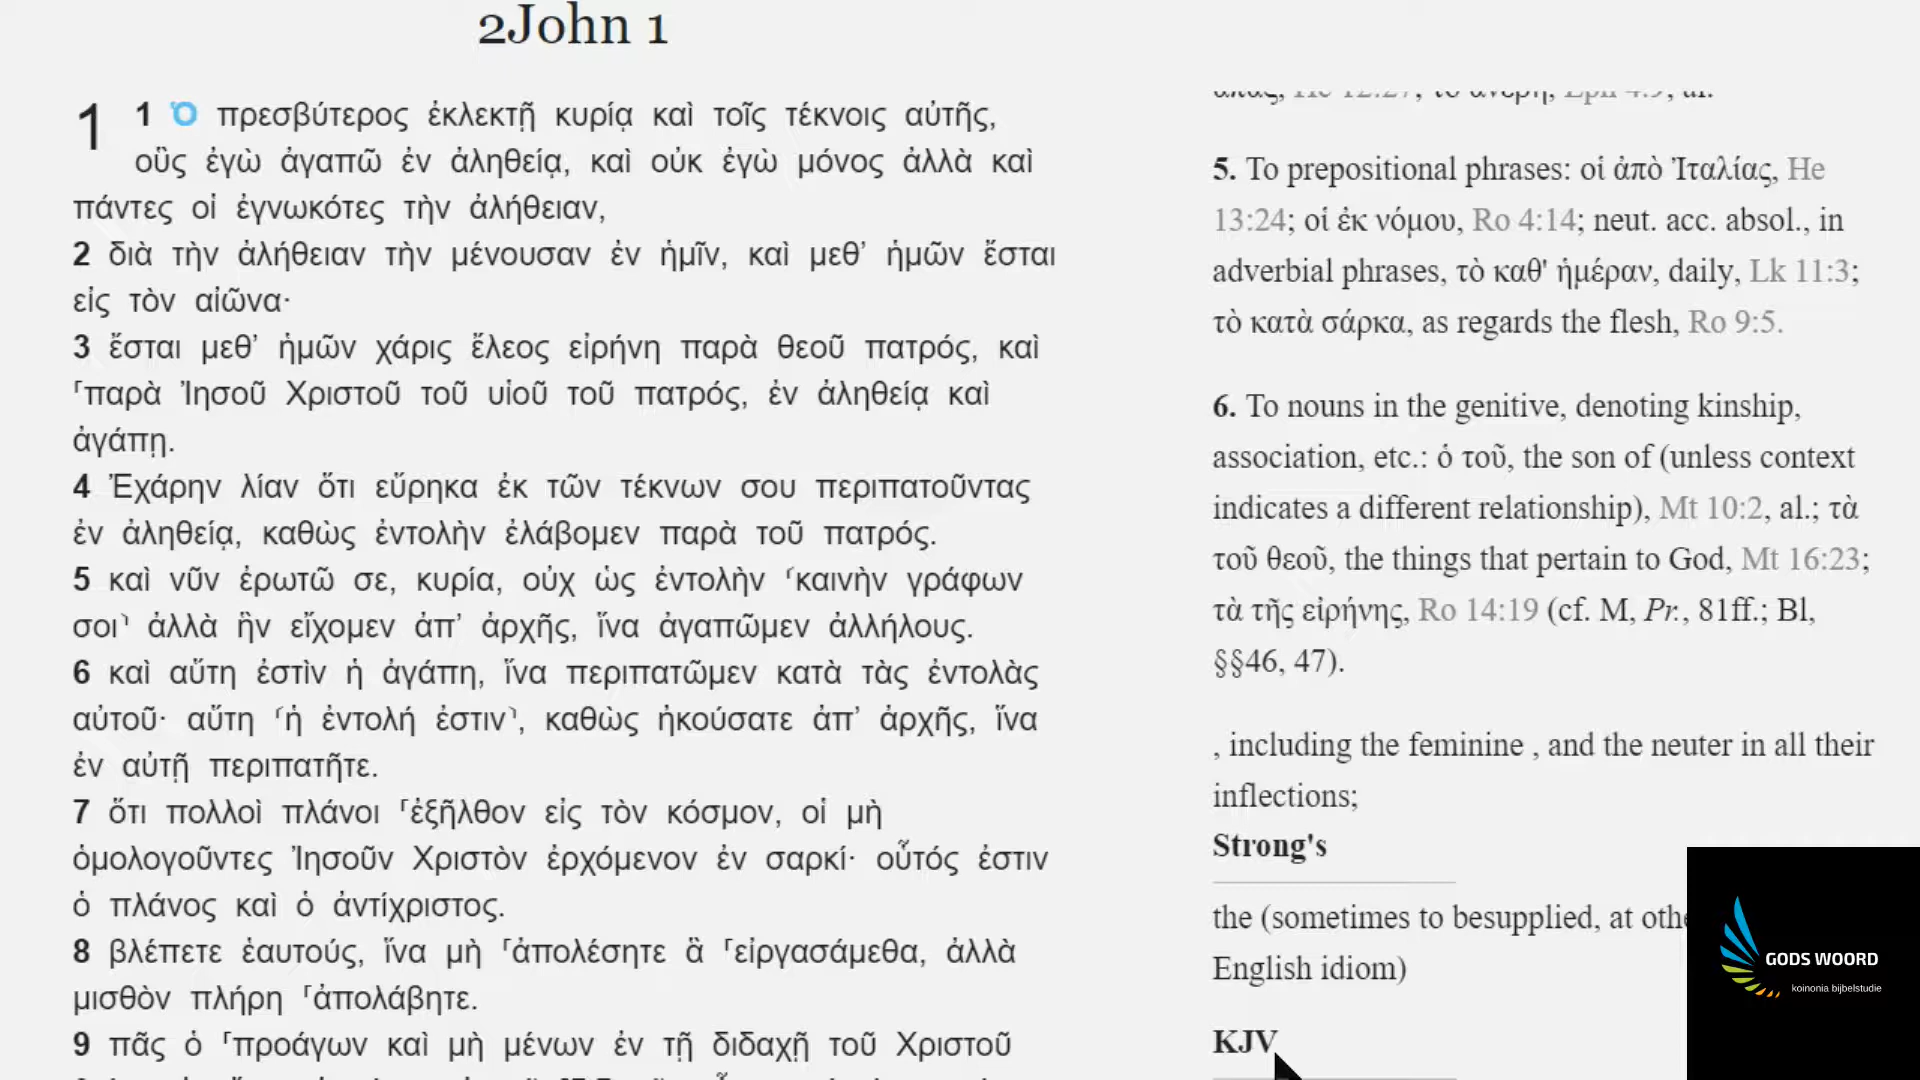 2John 1
1 1 Ὁ πρεσβύτερος ἐκλεκτῇ κυρίᾳ καὶ τοῖς τέκνοις αὐτῆς,
οὓς ἐγὼ ἀγαπῶ ἐν ἀληθείᾳ, καὶ οὐκ ἐγὼ μόνος ἀλλὰ καὶ
πάντες οἱ ἐγνωκότες τὴν ἀλήθειαν,
2 διὰ τὴν ἀλήθειαν τὴν μένουσαν ἐν ἡμῖν, καὶ μεθ’ ἡμῶν ἔσται
εἰς τὸν αἰῶνα·
3 ἔσται μεθ’ ἡμῶν χάρις ἔλεος εἰρήνη παρὰ θεοῦ πατρός, καὶ
⸀παρὰ Ἰησοῦ Χριστοῦ τοῦ υἱοῦ τοῦ πατρός, ἐν ἀληθείᾳ καὶ
ἀγάπῃ.
4 Ἐχάρην λίαν ὅτι εὕρηκα ἐκ τῶν τέκνων σου περιπατοῦντας
ἐν ἀληθείᾳ, καθὼς ἐντολὴν ἐλάβομεν παρὰ τοῦ πατρός.
5 καὶ νῦν ἐρωτῶ σε, κυρία, οὐχ ὡς ἐντολὴν ⸂καινὴν γράφων
σοι⸃ ἀλλὰ ἣν εἴχομεν ἀπ’ ἀρχῆς, ἵνα ἀγαπῶμεν ἀλλήλους.
6 καὶ αὕτη ἐστὶν ἡ ἀγάπη, ἵνα περιπατῶμεν κατὰ τὰς ἐντολὰς
αὐτοῦ· αὕτη ⸂ἡ ἐντολή ἐστιν⸃, καθὼς ἠκούσατε ἀπ’ ἀρχῆς, ἵνα
ἐν αὐτῇ περιπατῆτε.
7 ὅτι πολλοὶ πλάνοι ⸀ἐξῆλθον εἰς τὸν κόσμον, οἱ μὴ
ὁμολογοῦντες Ἰησοῦν Χριστὸν ἐρχόμενον ἐν σαρκί· οὗτός ἐστιν
ὁ πλάνος καὶ ὁ ἀντίχριστος.
8 βλέπετε ἑαυτούς, ἵνα μὴ ⸀ἀπολέσητε ἃ ⸀εἰργασάμεθα, ἀλλὰ
μισθὸν πλήρη ⸀ἀπολάβητε.
9 πᾶς ὁ ⸀προάγων καὶ μὴ μένων ἐν τῇ διδαχῇ τοῦ Χριστοῦ
5. To prepositional phrases: οἱ ἀπὸ Ἰταλίας, He
13:24; οἱ ἐκ νόμου, Ro 4:14; neut. acc. absol., in
adverbial phrases, τὸ καθ' ἡμέραν, daily, Lk 11:3;
τὸ κατὰ σάρκα, as regards the flesh, Ro 9:5.
6. To nouns in the genitive, denoting kinship,
association, etc.: ὁ τοῦ, the son of (unless context
indicates a different relationship), Mt 10:2, al.; τὰ
τοῦ θεοῦ, the things that pertain to God, Mt 16:23;
τὰ τῆς εἰρήνης, Ro 14:19 (cf. M, Pr., 81ff.; Bl,
§§46, 47).
, including the feminine , and the neuter in all their
inflections;
Strong's
the (sometimes to besupplied, at othe
English idiom)
KJV
GODS WOORD
koinonia bijbelstudie